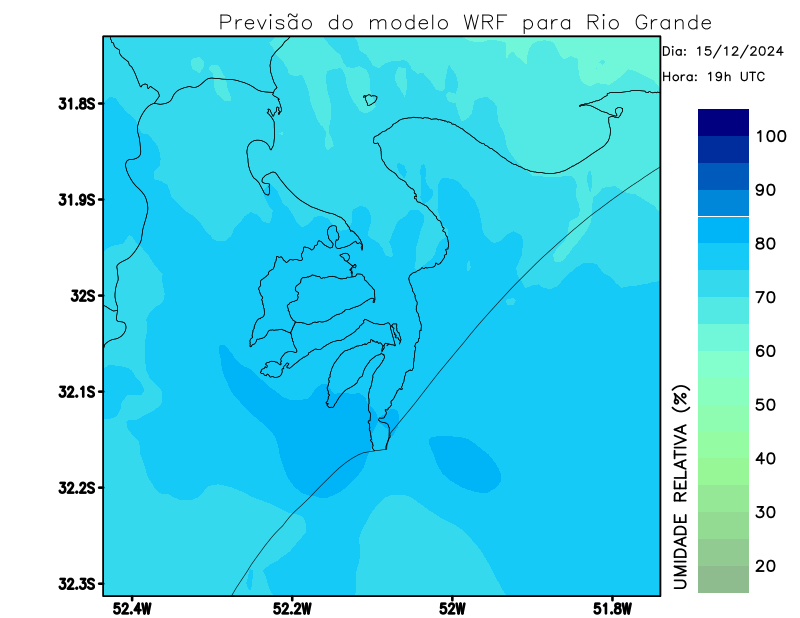 Previsão do modelo WRF para Rio Grande
Dia: 15/12/2024
Hora: 19h UTC
31.8S
31.9S
32S
32.1S
32.2S
32.3S
52.4W
52.2W
52W
51.8W
100
90
80
70
60
50
40
30
20
UMIDADE RELATIVA (%)